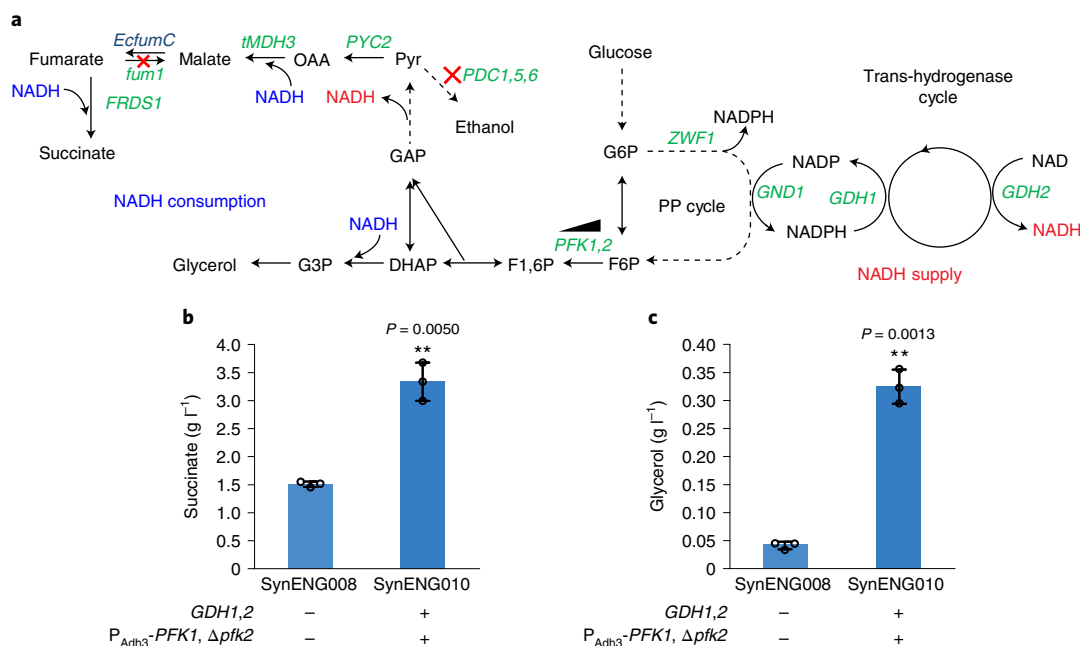 a
EcfumC
tMDH3
PYC2
Fumarate
Malate
OAA
Pyr
fum1
PDC1,5,6
NADH
FRDS1
NADH
NADH
Ethanol
Succinate
GAP
NADH consumption
NADH
Glycerol
G3P
DHAP
F1,6P
PFK1,2
F6P
Glucose
G6P
ZWF1
NADPH
PP cycle
GND1
NADP
NADPH
GDH1
Trans-hydrogenase
cycle
NAD
GDH2
NADH
NADH supply
b
P = 0.0050
**
4.0
3.5
3.0
2.5
2.0
1.5
1.0
0.5
0
Succinate (g l⁻¹)
SynENG008 SynENG010
GDH1,2 – +
P_Adh3-PFK1, Δpfk2 – +
c
P = 0.0013
**
0.40
0.35
0.30
0.25
0.20
0.15
0.10
0.05
0
Glycerol (g l⁻¹)
SynENG008 SynENG010
GDH1,2 – +
P_Adh3-PFK1, Δpfk2 – +